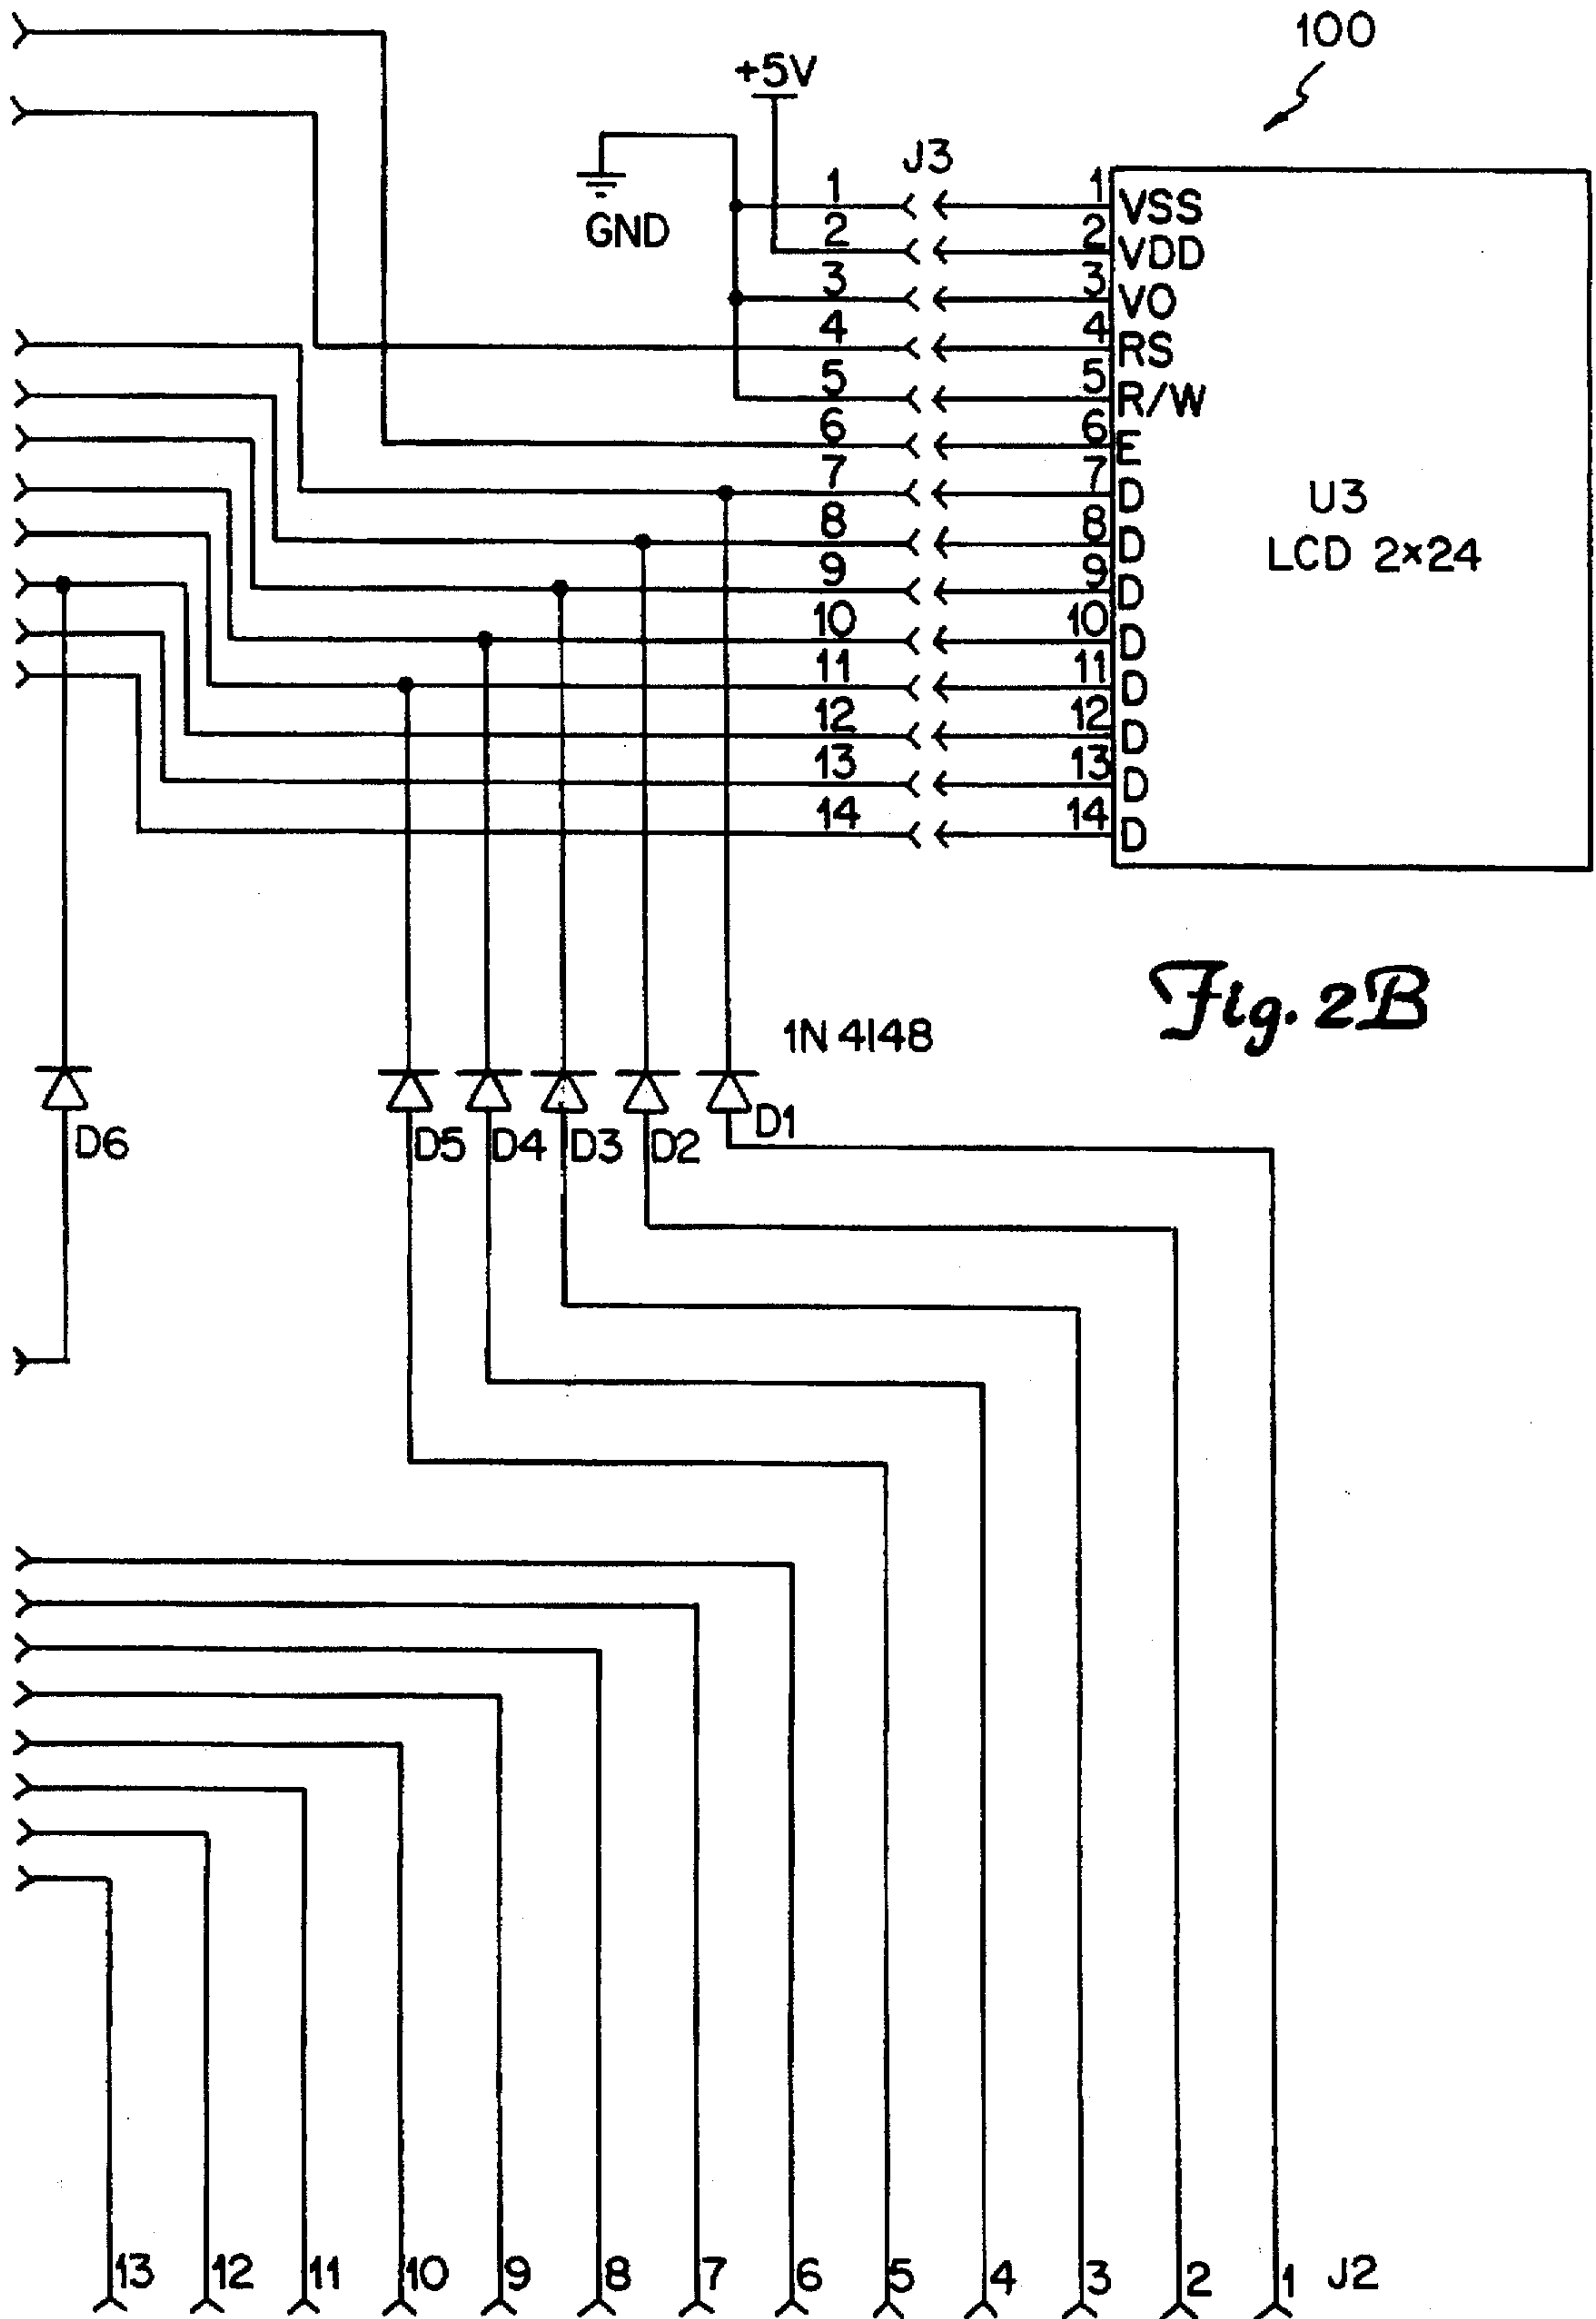 100
+5V
J3
GND
1 1 VSS
2 2 VDD
3 3 VO
4 4 RS
5 5 R/W
6 6 E
7 7 D
8 8 D
9 9 D
10 10 D
11 11 D
12 12 D
13 13 D
14 14 D
U3
LCD 2×24
Fig. 2B
1N 4148
D6 D5 D4 D3 D2 D1
13 12 11 10 9 8 7 6 5 4 3 2 1 J2